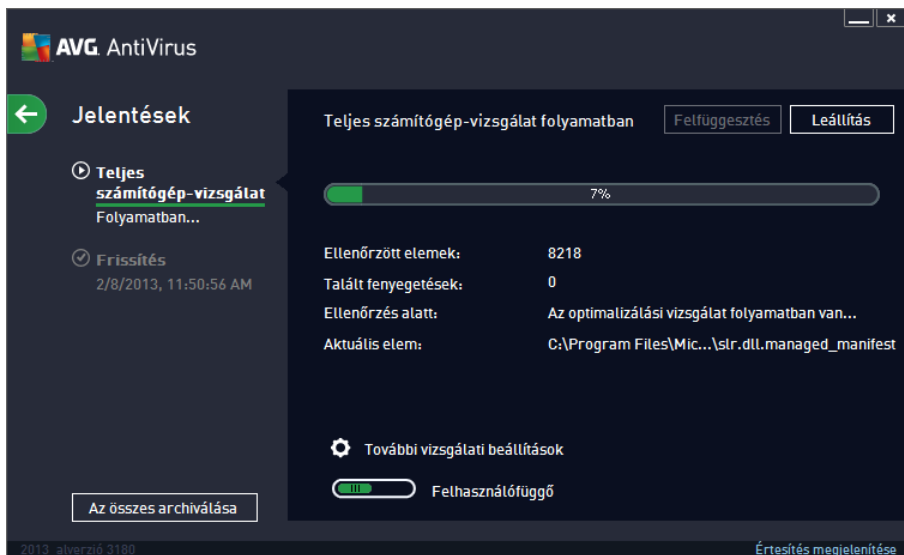 AVG. AntiVirus
Jelentések
Teljes
számítógép-vizsgálat
Folyamatban...
Frissítés
2/8/2013, 11:50:56 AM
Az összes archiválása
Teljes számítógép-vizsgálat folyamatban
Felfüggesztés
Leállítás
7%
Ellenőrzött elemek: 8218
Talált fenyegetések: 0
Ellenőrzés alatt: Az optimalizálási vizsgálat folyamatban van...
Aktuális elem: C:\Program Files\Mic...\slr.dll.managed_manifest
További vizsgálati beállítások
Felhasználófüggő
2013 alverzió 3180
Értesítés megjelenítése